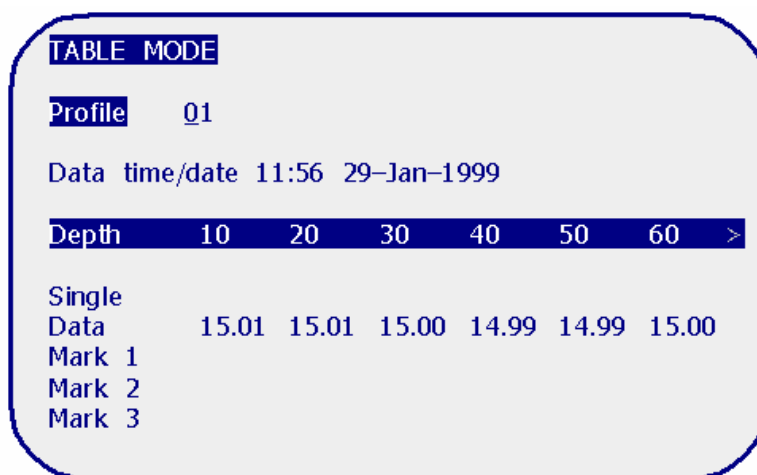 TABLE MODE
Profile 01
Data time/date 11:56 29–Jan–1999
Depth 10 20 30 40 50 60 >
Single
Data 15.01 15.01 15.00 14.99 14.99 15.00
Mark 1
Mark 2
Mark 3